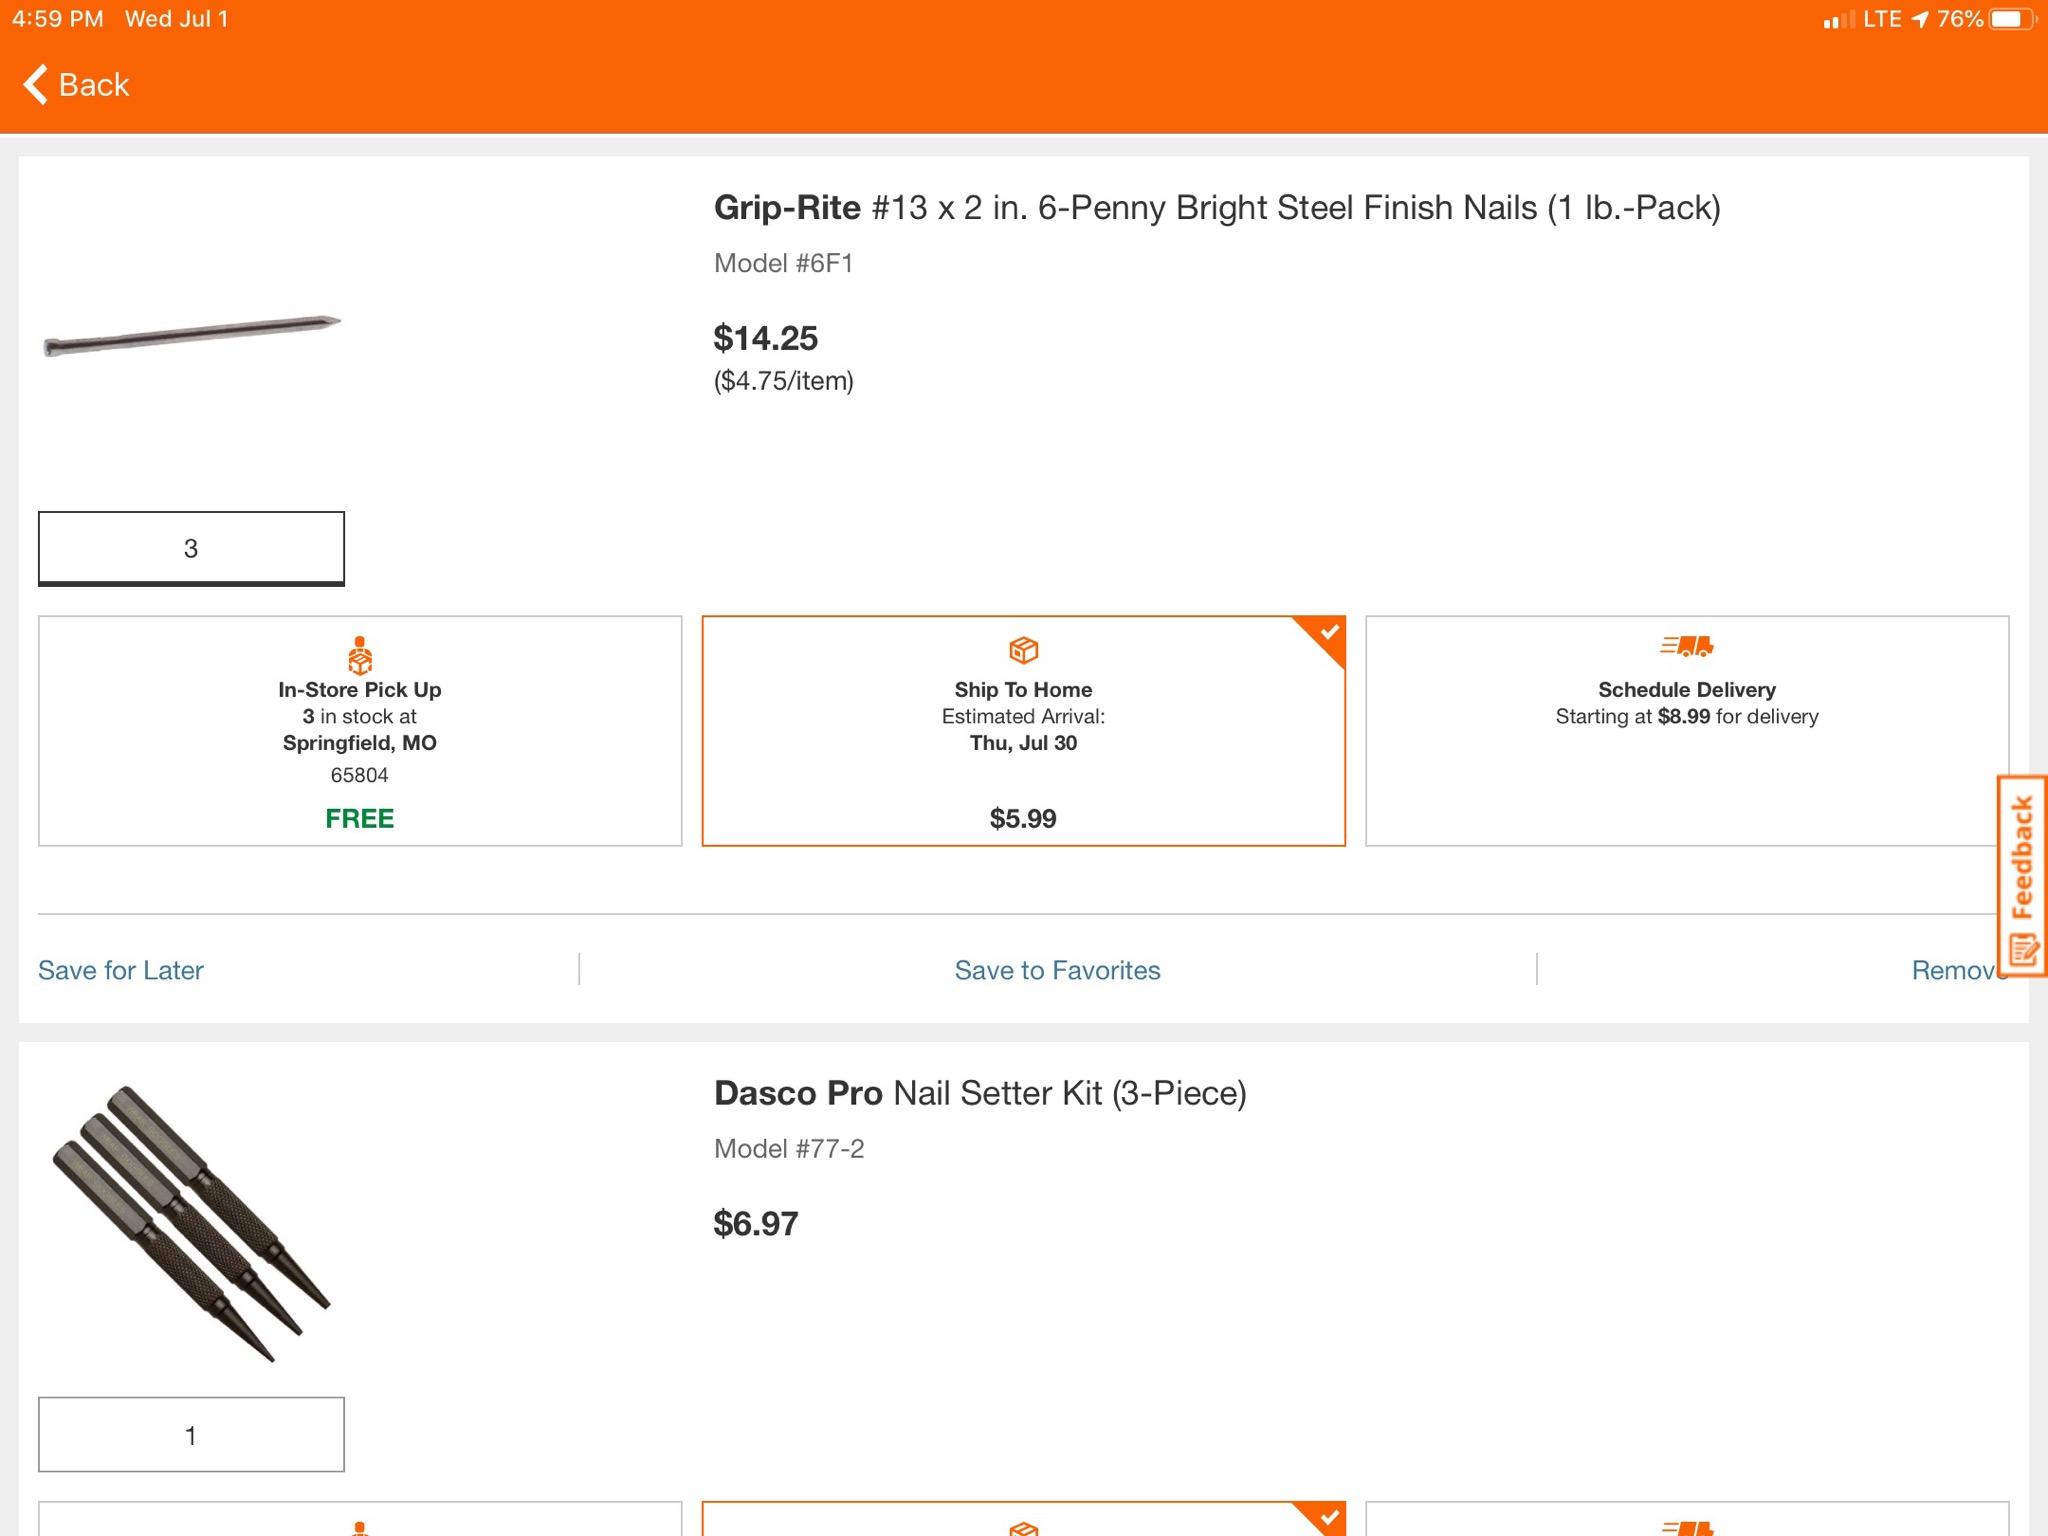 4:59 PM Wed Jul 1
LTE 76%
Back
Grip-Rite #13 x 2 in. 6-Penny Bright Steel Finish Nails (1 lb.-Pack)
Model #6F1
$14.25
($4.75/item)
3
In-Store Pick Up
3 in stock at
Springfield, MO
65804
FREE
Ship To Home
Estimated Arrival:
Thu, Jul 30
$5.99
Schedule Delivery
Starting at $8.99 for delivery
Feedback
Save for Later
Save to Favorites
Remove
Dasco Pro Nail Setter Kit (3-Piece)
Model #77-2
$6.97
1